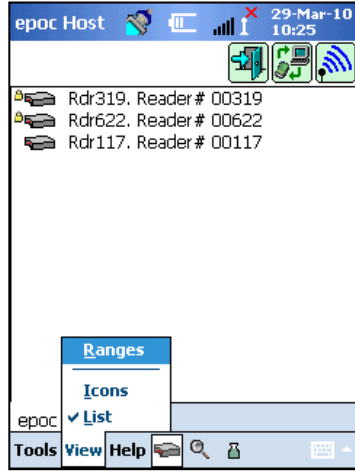 epoc Host
29-Mar-10
10:25
Rdr319, Reader# 00319
Rdr622, Reader# 00622
Rdr117, Reader# 00117
Ranges
Icons
List
epoc
Tools View Help